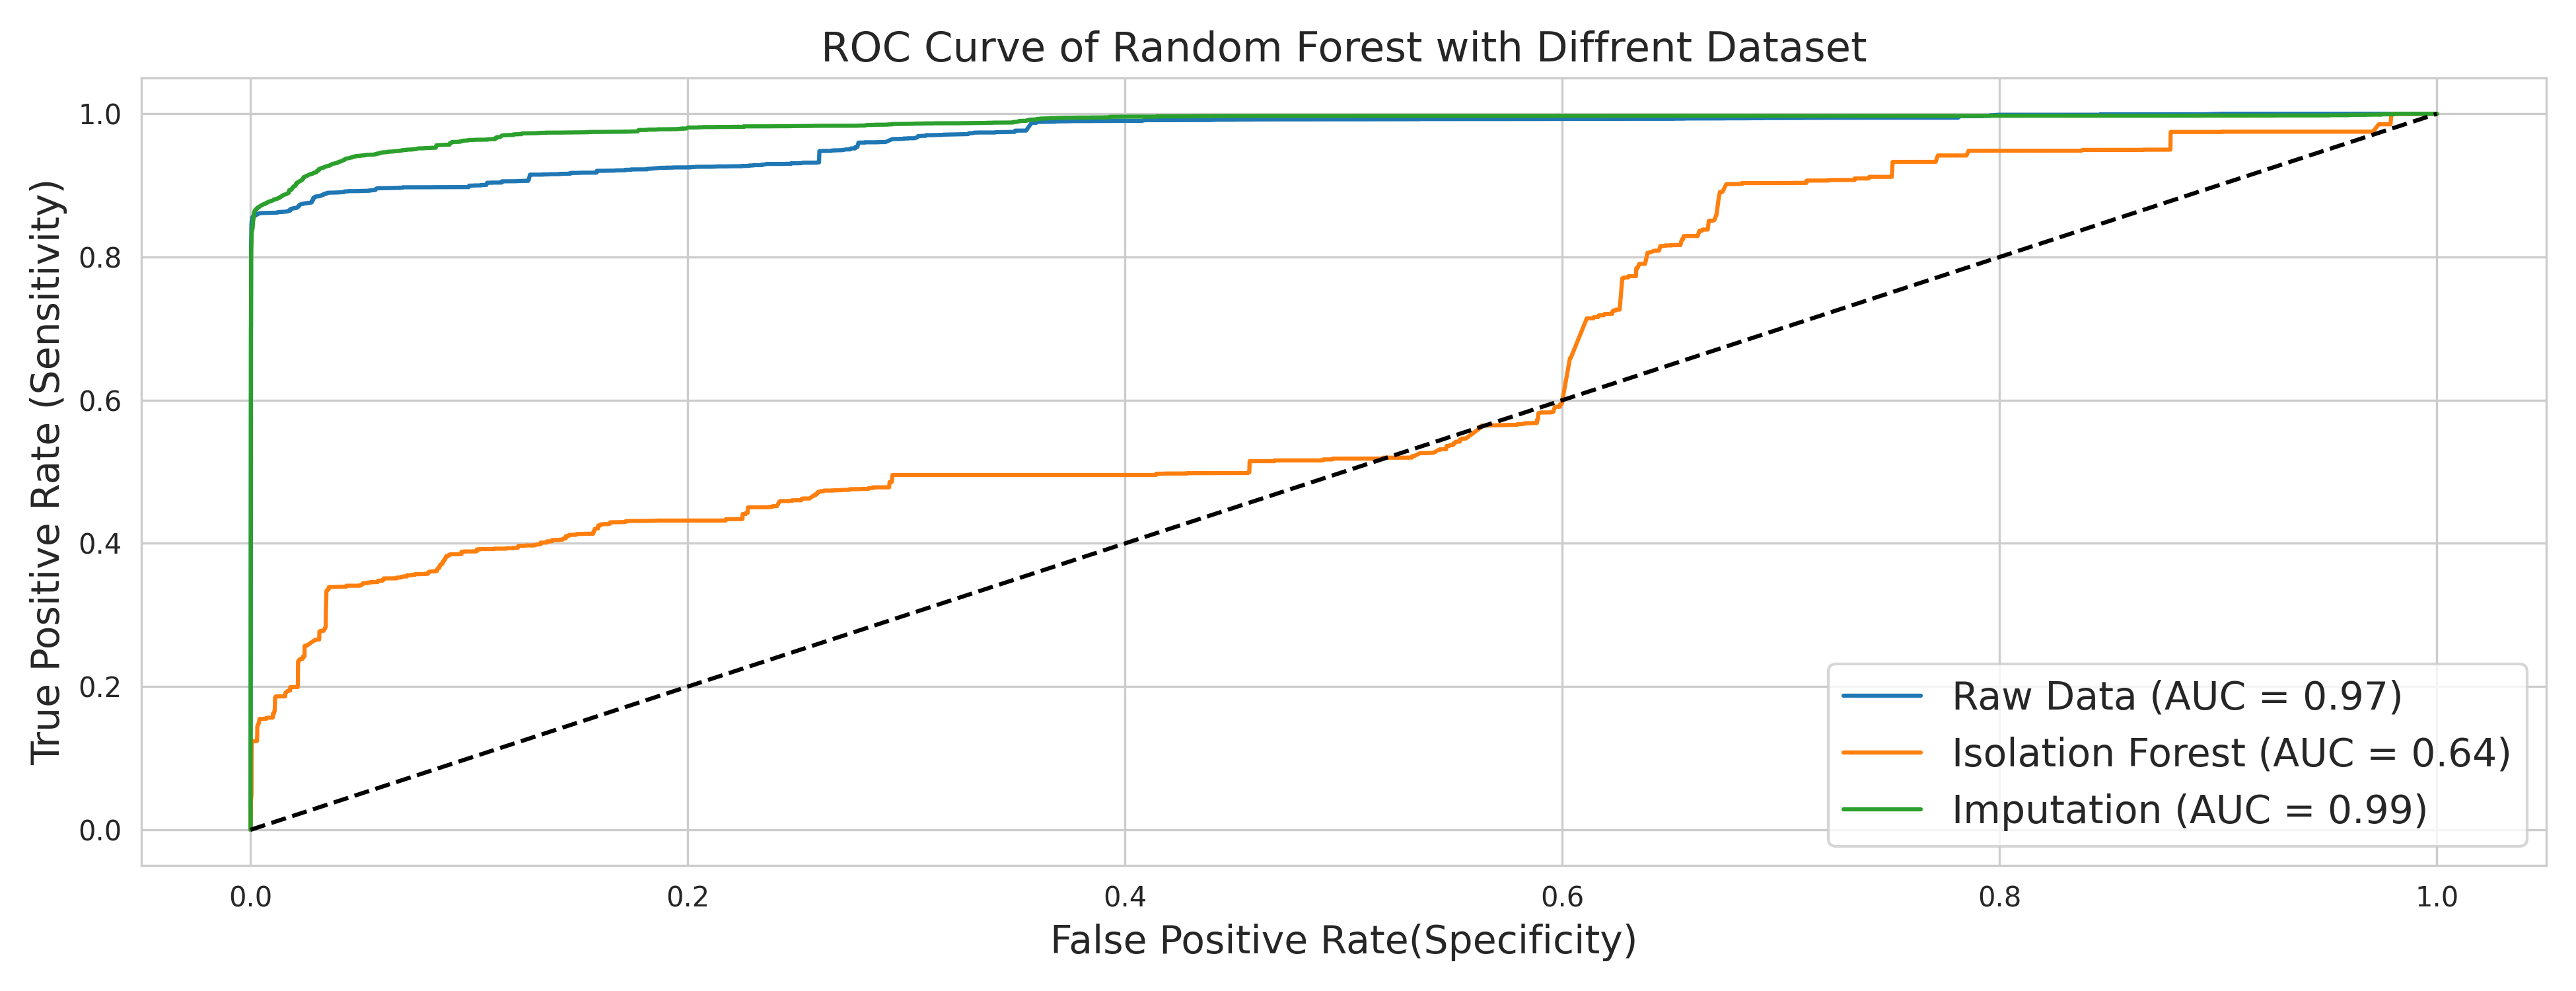 ROC Curve of Random Forest with Diffrent Dataset
True Positive Rate (Sensitivity)
1.0
0.8
0.6
0.4
0.2
0.0
Raw Data (AUC = 0.97)
Isolation Forest (AUC = 0.64)
Imputation (AUC = 0.99)
0.0 0.2 0.4 0.6 0.8 1.0
False Positive Rate(Specificity)